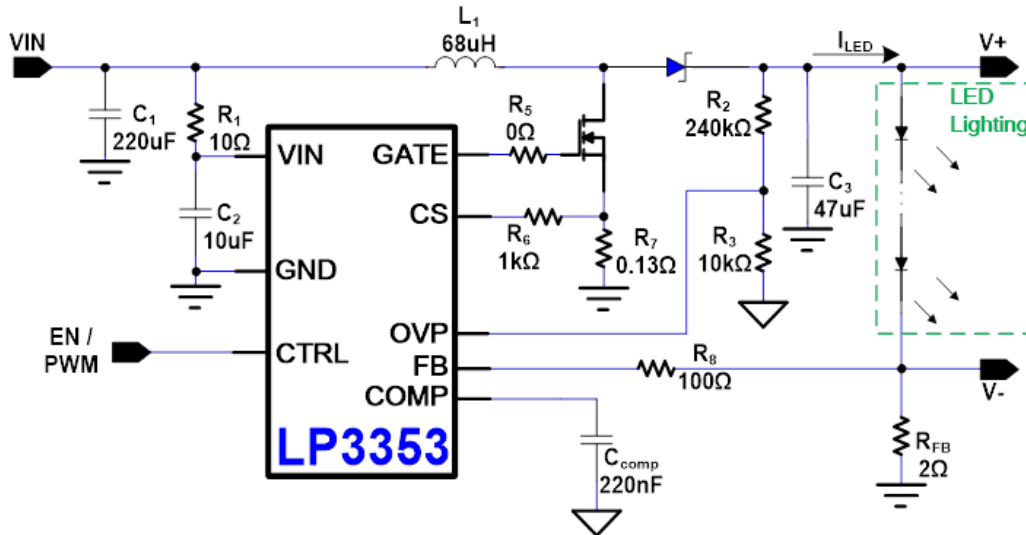 VIN
L1
68uH
ILED
V+
C1
220uF
R1
10Ω
R5
0Ω
R2
240kΩ
LED
Lighting
VIN
GATE
C2
10uF
CS
R6
1kΩ
R7
0.13Ω
R3
10kΩ
C3
47uF
GND
EN /
PWM
CTRL
OVP
FB
COMP
R8
100Ω
V-
LP3353
Ccomp
220nF
RFB
2Ω